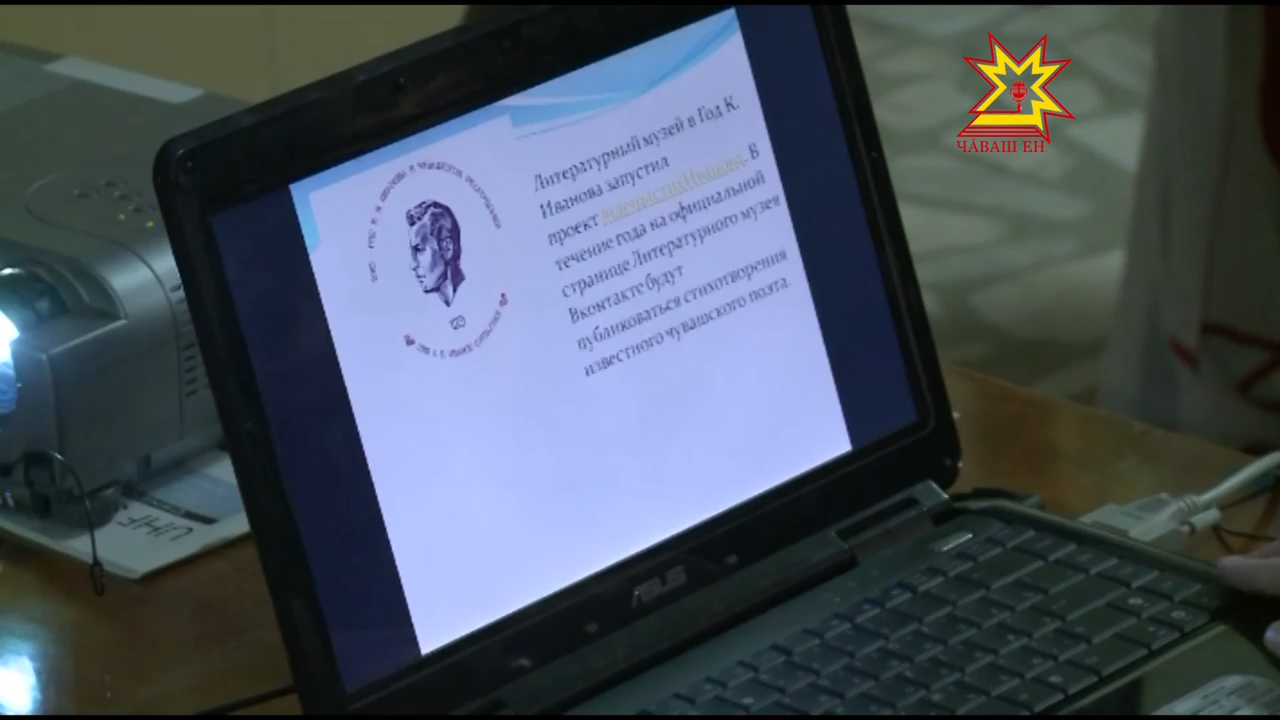 ЧӐВАШ ЕН
Литературный музей в Год К.
Иванова запустил
проект
течение года на официальной
странице Литературного музея
Вконтакте будут
публиковаться стихотворения
известного чувашского поэта.
ASUS